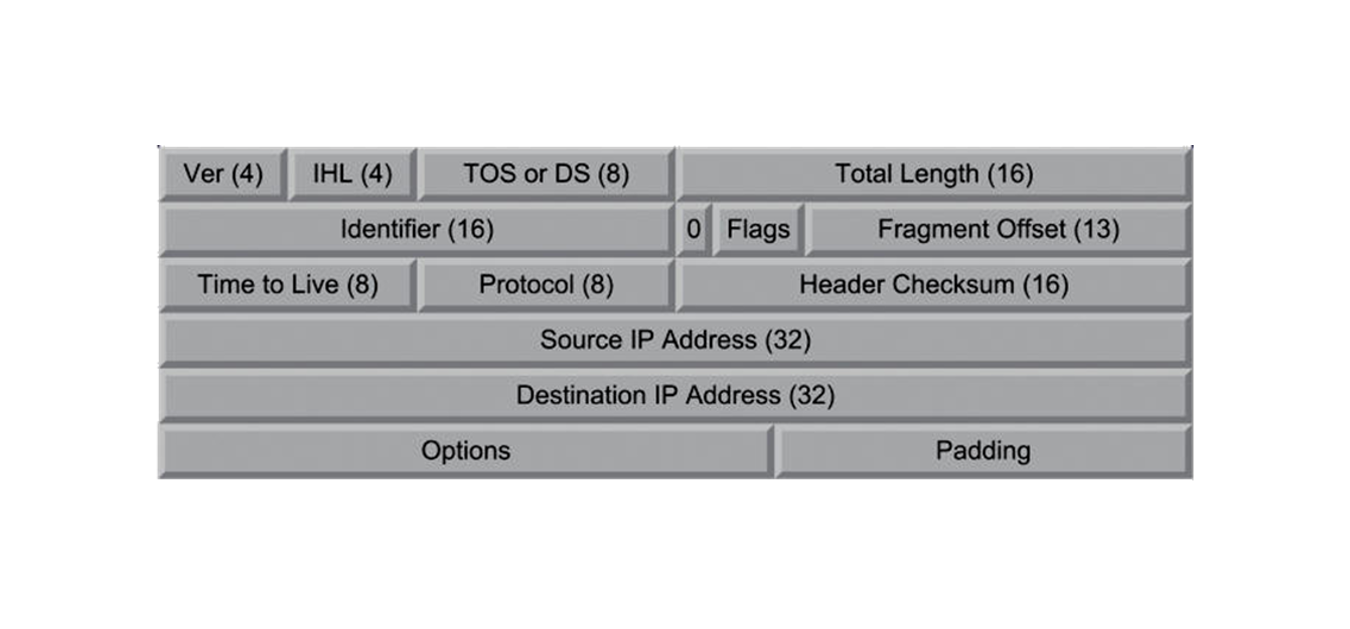 Ver (4) IHL (4) TOS or DS (8) Total Length (16)
Identifier (16) 0 Flags Fragment Offset (13)
Time to Live (8) Protocol (8) Header Checksum (16)
Source IP Address (32)
Destination IP Address (32)
Options Padding